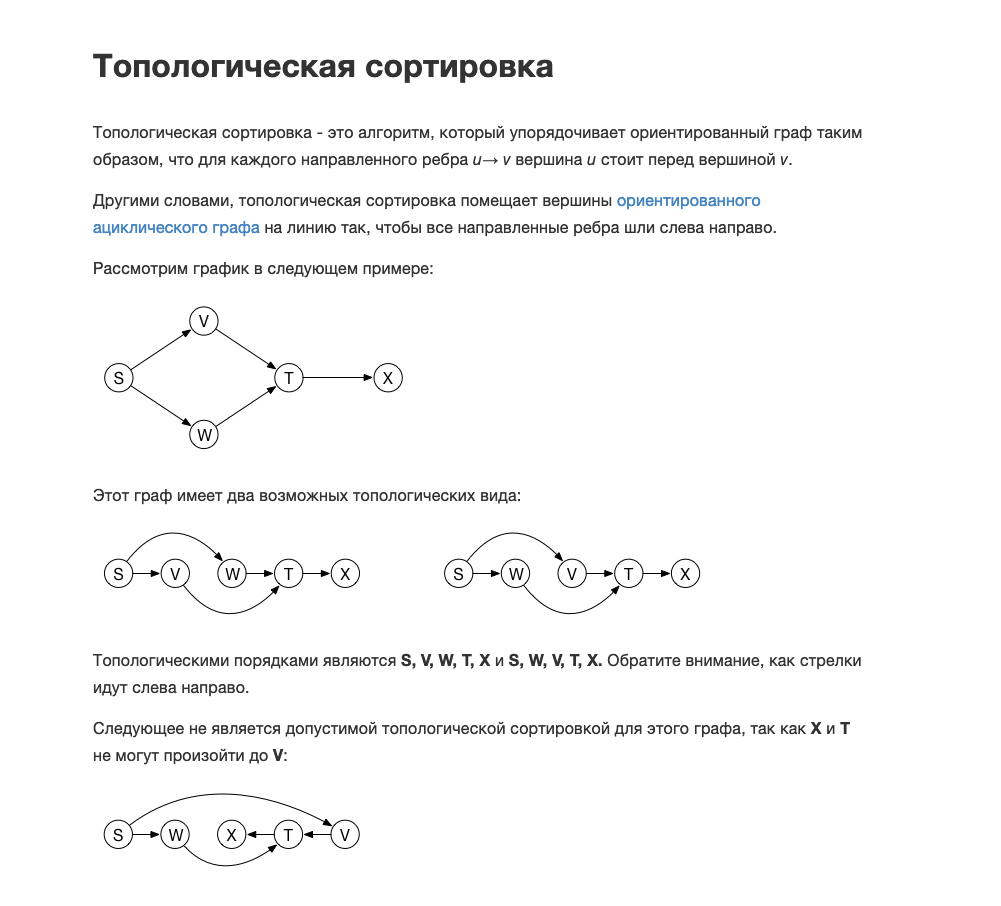 Топологическая сортировка
Топологическая сортировка - это алгоритм, который упорядочивает ориентированный граф таким
образом, что для каждого направленного ребра u→ v вершина u стоит перед вершиной v.
Другими словами, топологическая сортировка помещает вершины ориентированного
ациклического графа на линию так, чтобы все направленные ребра шли слева направо.
Рассмотрим график в следующем примере:
V
S T X
W
Этот граф имеет два возможных топологических вида:
S V W T X S W V T X
Топологическими порядками являются S, V, W, T, X и S, W, V, T, X. Обратите внимание, как стрелки
идут слева направо.
Следующее не является допустимой топологической сортировкой для этого графа, так как X и T
не могут произойти до V:
S W X T V